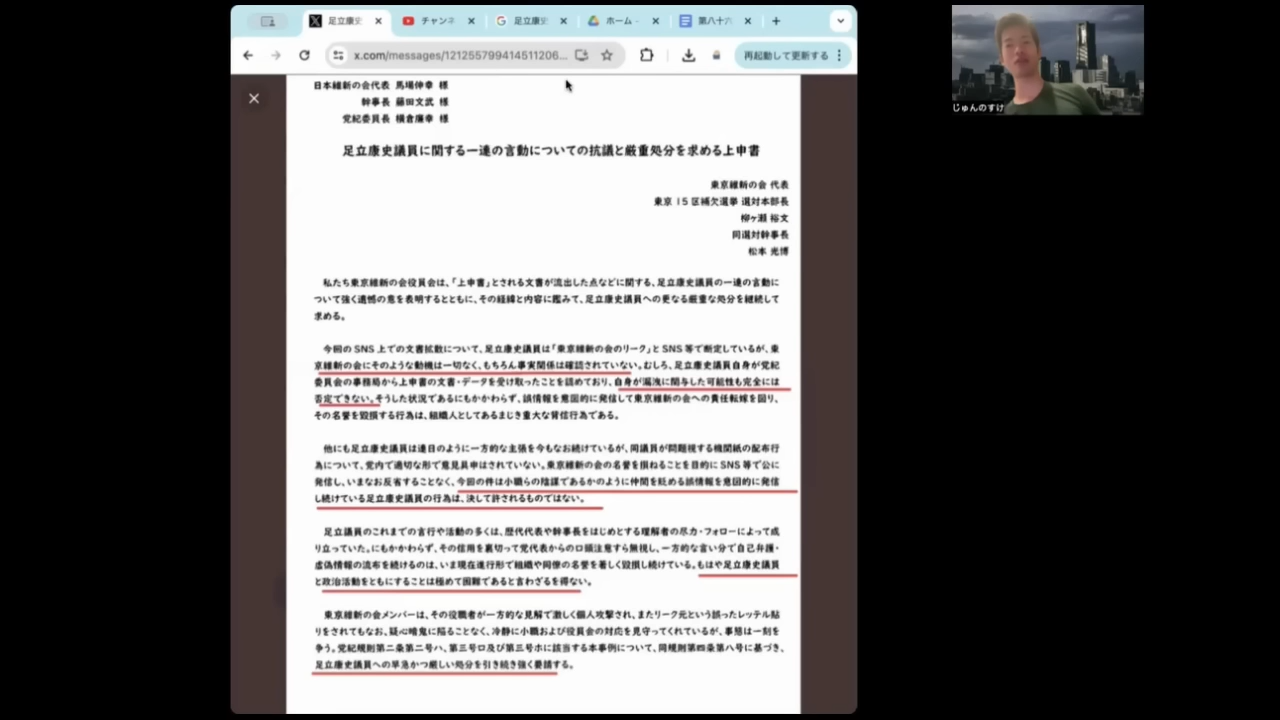 足立康史
チャンネ
足立康史
ホーム -
第八十六
x.com/messages/121255799414511206...
再起動して更新する
じゅんのすけ
日本維新の会代表 馬場伸幸 様
幹事長 藤田文武 様
党紀委員長 横倉廉幸 様
足立康史議員に関する一連の言動についての抗議と厳重処分を求める上申書
東京維新の会 代表
東京 15 区補欠選挙 選対本部長
柳ヶ瀬 裕文
同選対幹事長
松本 光博
私たち東京維新の会役員会は、「上申書」とされる文書が流出した点などに関する、足立康史議員の一連の言動に
ついて強く遺憾の意を表明するとともに、その経緯と内容に鑑みて、足立康史議員への更なる厳重な処分を継続して
求める。
今回の SNS 上での文書拡散について、足立康史議員は「東京維新の会のリーク」と SNS 等で断定しているが、東
京維新の会にそのような動機は一切なく、もちろん事実関係は確認されていない。むしろ、足立康史議員自身が党紀
委員会の事務局から上申書の文書・データを受け取ったことを認めており、自身が漏洩に関与した可能性も完全には
否定できない。そうした状況であるにもかかわらず、誤情報を意図的に発信して東京維新の会への責任転嫁を図り、
その名誉を毀損する行為は、組織人としてあるまじき重大な背信行為である。
他にも足立康史議員は連日のように一方的な主張を今もなお続けているが、同議員が問題視する機関紙の配布行
為について、党内で適切な形で意見具申はされていない。東京維新の会の名誉を損ねることを目的に SNS 等で公に
発信し、いまなお反省することなく、今回の件は小職らの陰謀であるかのように仲間を貶める誤情報を意図的に発信
し続けている足立康史議員の行為は、決して許されるものではない。
足立議員のこれまでの言行や活動の多くは、歴代代表や幹事長をはじめとする理解者の尽力・フォローによって成
り立っていた。にもかかわらず、その信用を裏切って党代表からの口頭注意すら無視し、一方的な言い分で自己弁護・
虚偽情報の流布を続けるのは、いま現在進行形で組織や同僚の名誉を著しく毀損し続けている。もはや足立康史議員
と政治活動をともにすることは極めて困難であると言わざるを得ない。
東京維新の会メンバーは、その役職者が一方的な見解で激しく個人攻撃され、またリーク元という誤ったレッテル貼
りをされてもなお、疑心暗鬼に陥ることなく、冷静に小職および役員会の対応を見守ってくれているが、事態は一刻を
争う。党紀規則第二条第二号ハ、第三号ロ及び第三号ホに該当する本事例について、同規則第四条第八号に基づき、
足立康史議員への早急かつ厳しい処分を引き続き強く要請する。